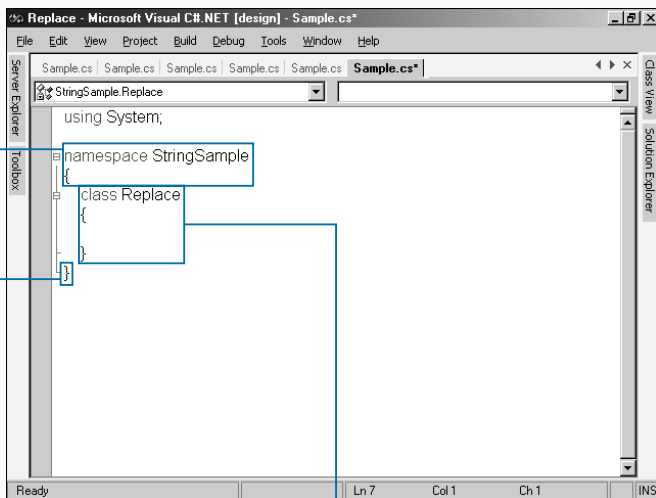 Replace - Microsoft Visual C#.NET [design] - Sample.cs*
File Edit View Project Build Debug Tools Window Help
Sample.cs Sample.cs Sample.cs Sample.cs Sample.cs Sample.cs*
StringSample.Replace
Server Explorer
Toolbox
Class View
Solution Explorer
using System;
namespace StringSample
{
class Replace
{
}
}
Ready Ln 7 Col 1 Ch 1 INS